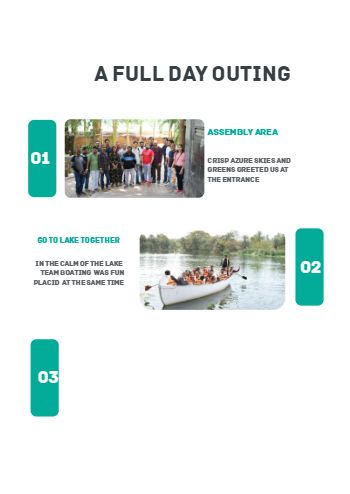 A FULL DAY OUTING
01
ASSEMBLY AREA
CRISP AZURE SKIES AND
GREENS GREETED US AT
THE ENTRANCE
GO TO LAKE TOGETHER
IN THE CALM OF THE LAKE
TEAM BOATING WAS FUN
PLACID AT THE SAME TIME
02
03